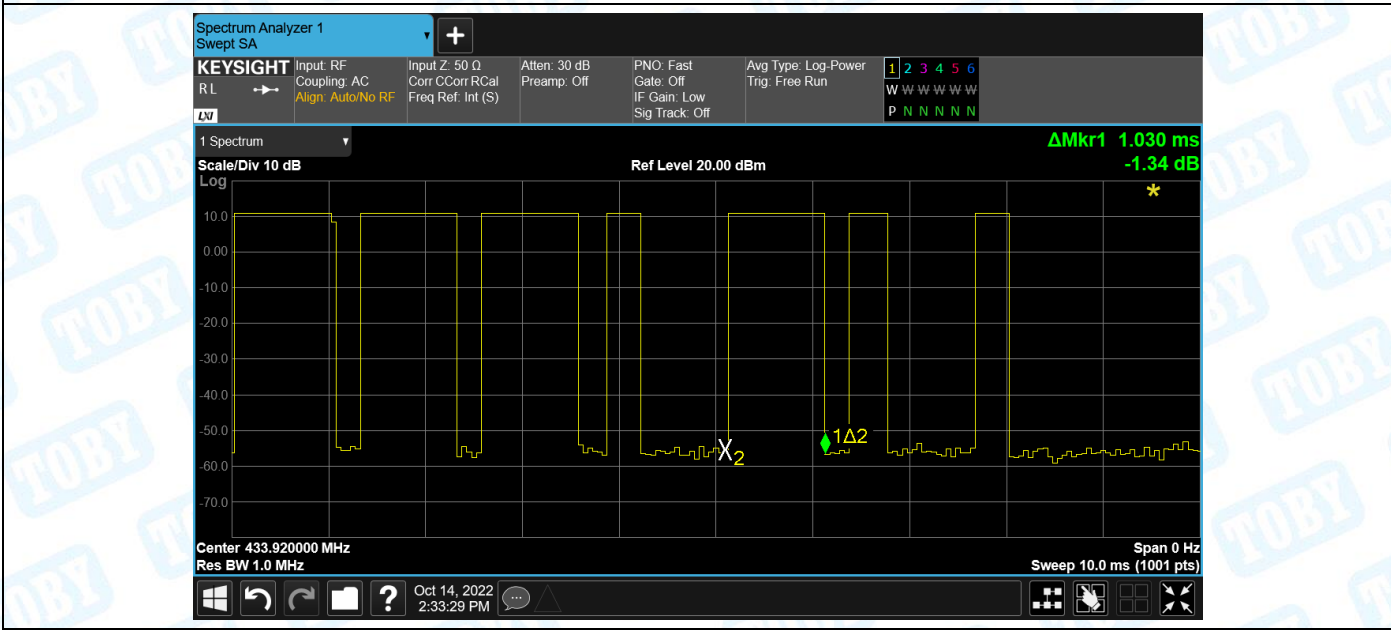 Spectrum Analyzer 1
Swept SA
+
KEYSIGHT
RL
LXI
Input: RF
Coupling: AC
Align: Auto/No RF
Input Z: 50 Ω
Corr CCorr RCal
Freq Ref: Int (S)
Atten: 30 dB
Preamp: Off
PNO: Fast
Gate: Off
IF Gain: Low
Sig Track: Off
Avg Type: Log-Power
Trig: Free Run
1 2 3 4 5 6
W W W W W W
P N N N N N
1 Spectrum
ΔMkr1 1.030 ms
-1.34 dB
Scale/Div 10 dB
Ref Level 20.00 dBm
Log
*
10.0
0.00
-10.0
-20.0
-30.0
-40.0
-50.0
-60.0
-70.0
X2
1Δ2
Center 433.920000 MHz
Span 0 Hz
Res BW 1.0 MHz
Sweep 10.0 ms (1001 pts)
?
Oct 14, 2022
2:33:29 PM
TOBY